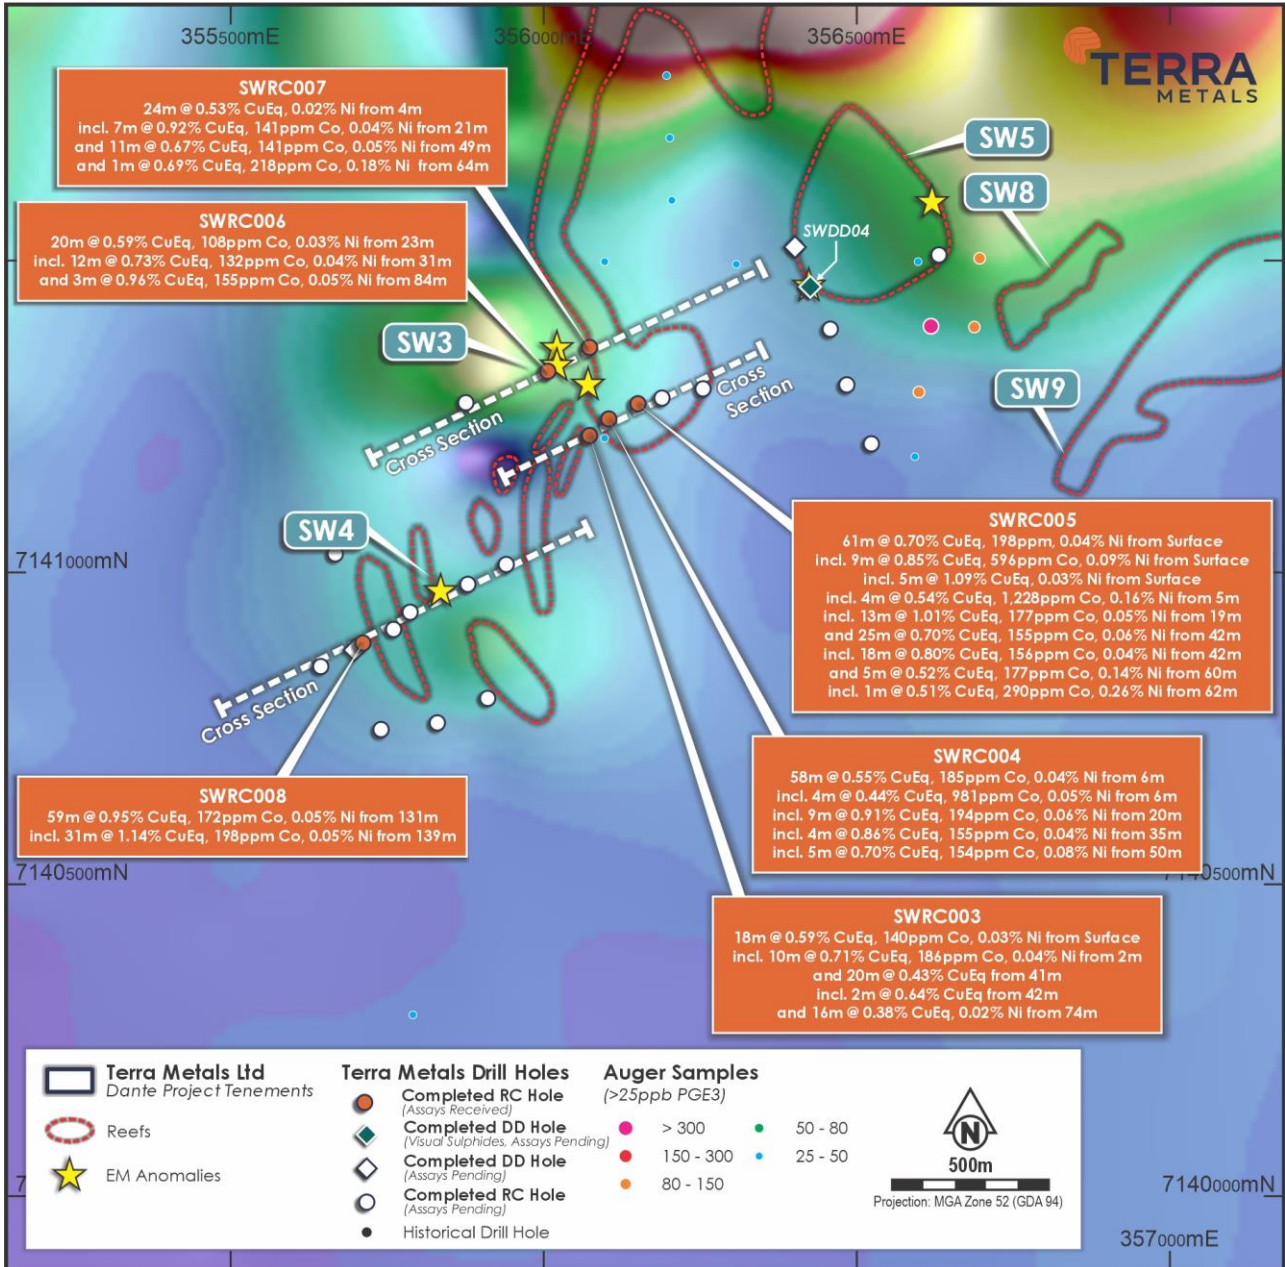 355500mE
356000mE
356500mE
TERRA
METALS
SWRC007
24m @ 0.53% CuEq, 0.02% Ni from 4m
incl. 7m @ 0.92% CuEq, 141ppm Co, 0.04% Ni from 21m
and 11m @ 0.67% CuEq, 141ppm Co, 0.05% Ni from 49m
and 1m @ 0.69% CuEq, 218ppm Co, 0.18% Ni from 64m
SW5
SW8
SWRC006
20m @ 0.59% CuEq, 108ppm Co, 0.03% Ni from 23m
incl. 12m @ 0.73% CuEq, 132ppm Co, 0.04% Ni from 31m
and 3m @ 0.96% CuEq, 155ppm Co, 0.05% Ni from 84m
SWDD04
SW3
SW9
Cross Section
Cross
Section
SW4
7141000mN
SWRC005
61m @ 0.70% CuEq, 198ppm, 0.04% Ni from Surface
incl. 9m @ 0.85% CuEq, 596ppm Co, 0.09% Ni from Surface
incl. 5m @ 1.09% CuEq, 0.03% Ni from Surface
incl. 4m @ 0.54% CuEq, 1,228ppm Co, 0.16% Ni from 5m
incl. 13m @ 1.01% CuEq, 177ppm Co, 0.05% Ni from 19m
and 25m @ 0.70% CuEq, 155ppm Co, 0.06% Ni from 42m
incl. 18m @ 0.80% CuEq, 156ppm Co, 0.04% Ni from 42m
and 5m @ 0.52% CuEq, 177ppm Co, 0.14% Ni from 60m
incl. 1m @ 0.51% CuEq, 290ppm Co, 0.26% Ni from 62m
Cross Section
SWRC004
58m @ 0.55% CuEq, 185ppm Co, 0.04% Ni from 6m
incl. 4m @ 0.44% CuEq, 981ppm Co, 0.05% Ni from 6m
incl. 9m @ 0.91% CuEq, 194ppm Co, 0.06% Ni from 20m
incl. 4m @ 0.86% CuEq, 155ppm Co, 0.04% Ni from 35m
incl. 5m @ 0.70% CuEq, 154ppm Co, 0.08% Ni from 50m
SWRC008
59m @ 0.95% CuEq, 172ppm Co, 0.05% Ni from 131m
incl. 31m @ 1.14% CuEq, 198ppm Co, 0.05% Ni from 139m
7140500mN
7140500mN
SWRC003
18m @ 0.59% CuEq, 140ppm Co, 0.03% Ni from Surface
incl. 10m @ 0.71% CuEq, 186ppm Co, 0.04% Ni from 2m
and 20m @ 0.43% CuEq from 41m
incl. 2m @ 0.64% CuEq from 42m
and 16m @ 0.38% CuEq, 0.02% Ni from 74m
Terra Metals Ltd
Dante Project Tenements
Reefs
EM Anomalies
Terra Metals Drill Holes
Completed RC Hole
(Assays Received)
Completed DD Hole
(Visual Sulphides, Assays Pending)
Completed DD Hole
(Assays Pending)
Completed RC Hole
(Assays Pending)
Historical Drill Hole
Auger Samples
(>25ppb PGE3)
> 300
150 - 300
80 - 150
50 - 80
25 - 50
N
500m
Projection: MGA Zone 52 (GDA 94)
7140000mN
357000mE